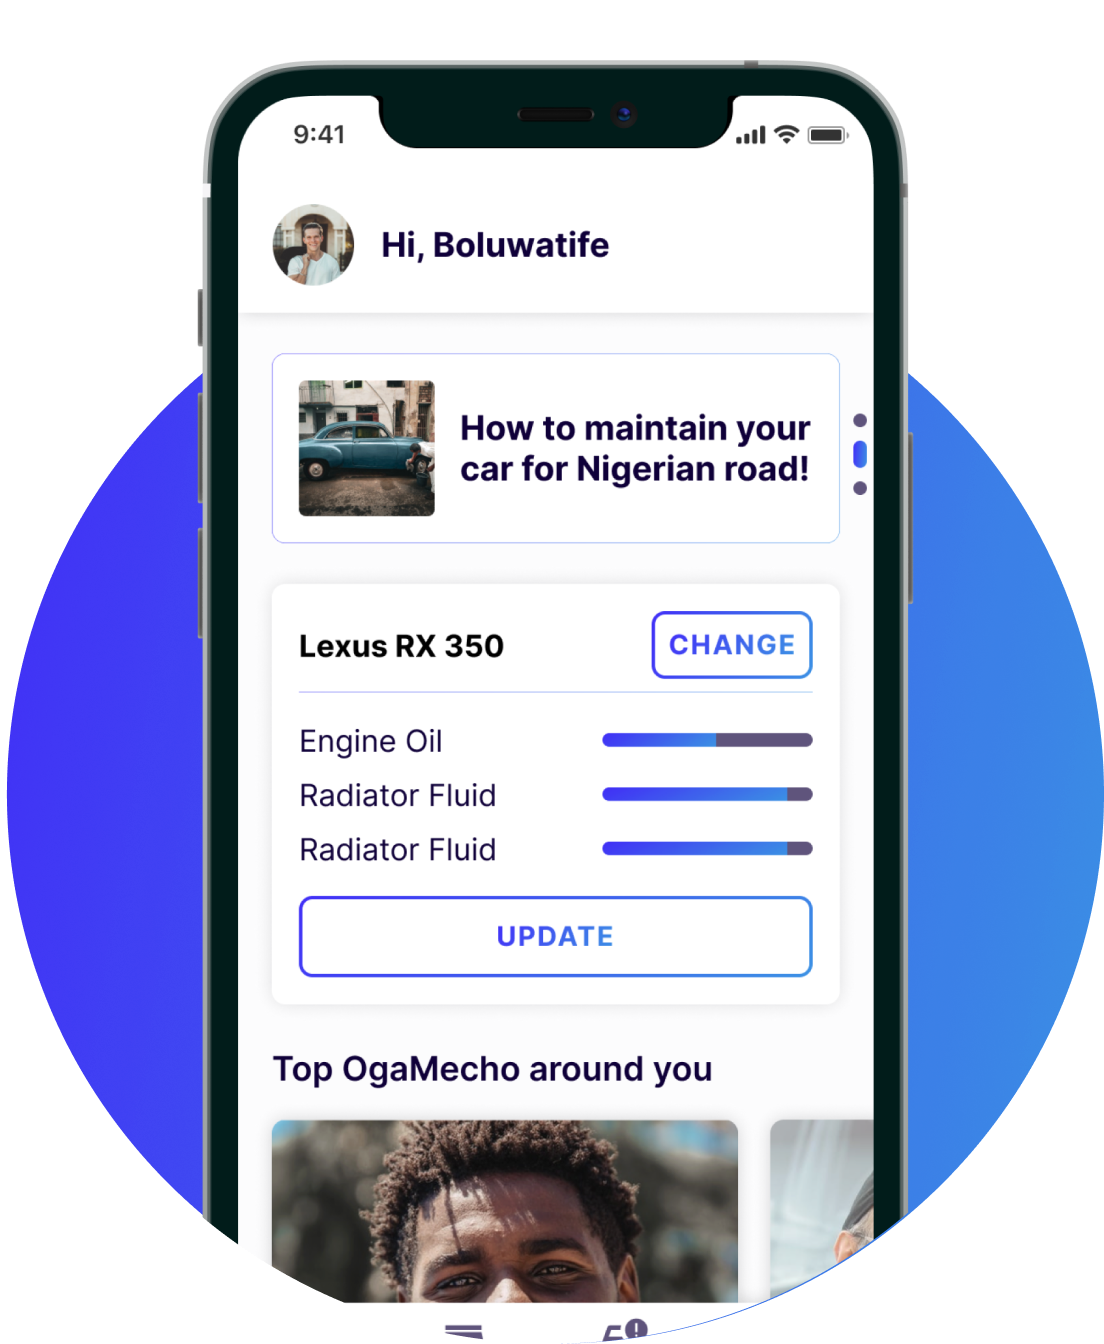 9:41
Hi, Boluwatife
How to maintain your
car for Nigerian road!
Lexus RX 350
CHANGE
Engine Oil
Radiator Fluid
Radiator Fluid
UPDATE
Top OgaMecho around you